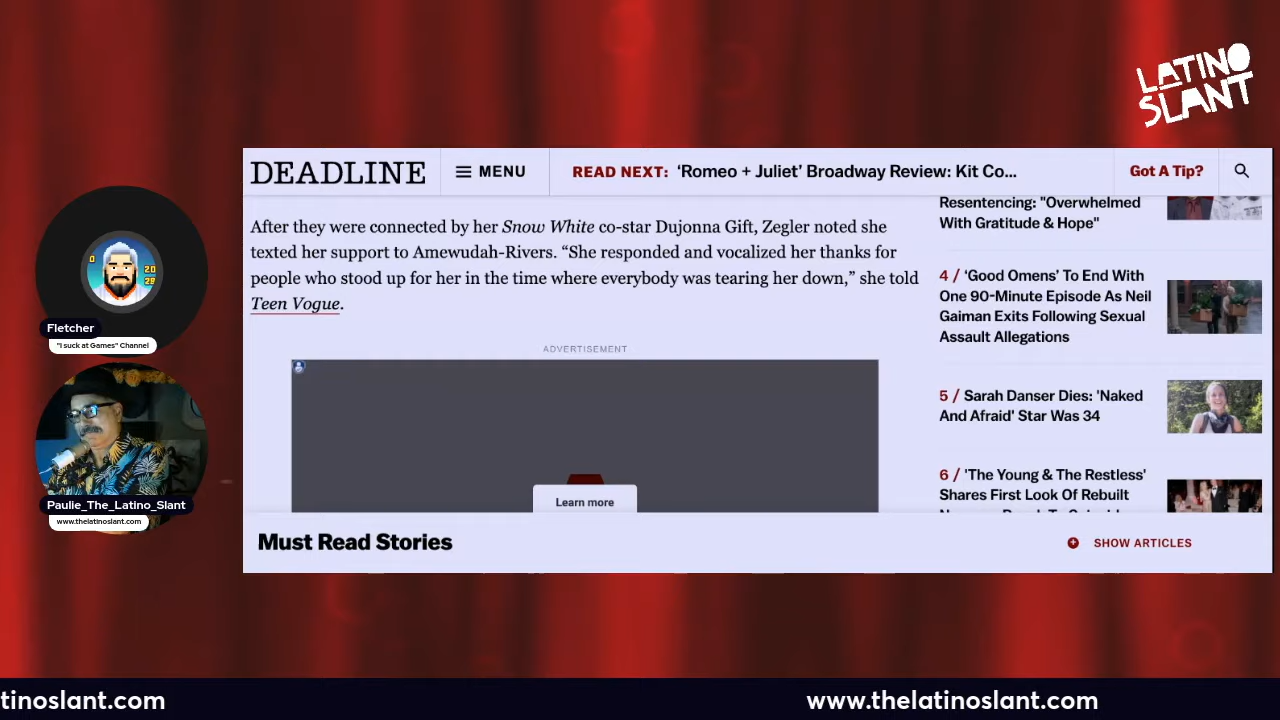 LATINO
SLANT
DEADLINE
MENU
READ NEXT: ‘Romeo + Juliet’ Broadway Review: Kit Co...
Got A Tip?
After they were connected by her Snow White co-star Dujonna Gift, Zegler noted she
texted her support to Amewudah-Rivers. “She responded and vocalized her thanks for
people who stood up for her in the time where everybody was tearing her down,” she told
Teen Vogue.
ADVERTISEMENT
Learn more
Resentencing: "Overwhelmed
With Gratitude & Hope"
4 / ‘Good Omens’ To End With
One 90-Minute Episode As Neil
Gaiman Exits Following Sexual
Assault Allegations
5 / Sarah Danser Dies: 'Naked
And Afraid' Star Was 34
6 / 'The Young & The Restless'
Shares First Look Of Rebuilt
Must Read Stories
SHOW ARTICLES
0
20
Fletcher
"I suck at Games" Channel
Paulie_The_Latino_Slant
www.thelatinoslant.com
tinoslant.com
www.thelatinoslant.com